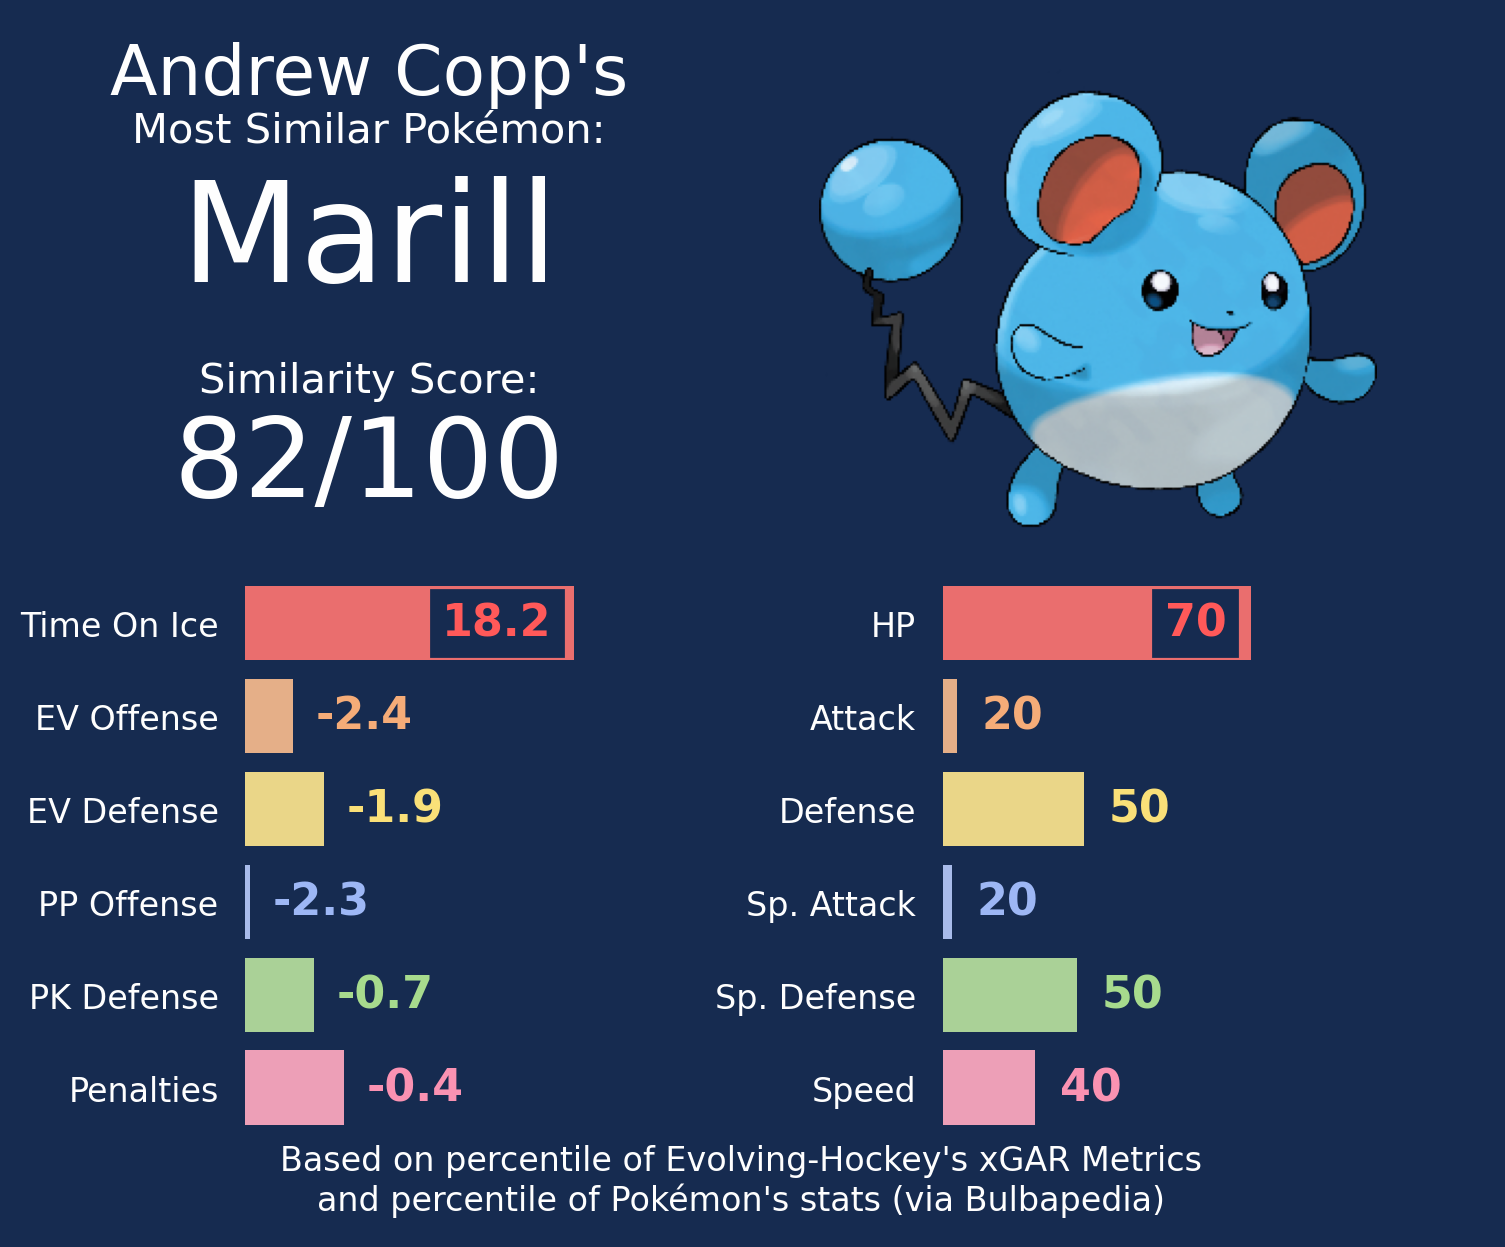 Andrew Copp's
Most Similar Pokémon:
Marill
Similarity Score:
82/100
Time On Ice 18.2
EV Offense -2.4
EV Defense -1.9
PP Offense -2.3
PK Defense -0.7
Penalties -0.4
HP 70
Attack 20
Defense 50
Sp. Attack 20
Sp. Defense 50
Speed 40
Based on percentile of Evolving-Hockey's xGAR Metrics
and percentile of Pokémon's stats (via Bulbapedia)